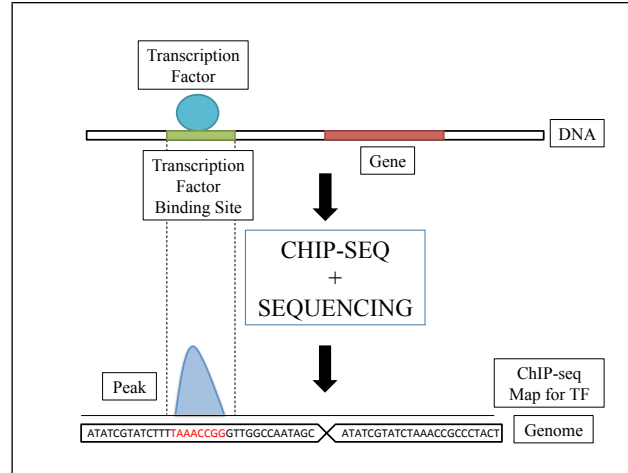 Transcription
Factor
DNA
Transcription
Factor
Binding Site
Gene
CHIP-SEQ
+
SEQUENCING
Peak
ChIP-seq
Map for TF
ATATCGTATCTTTTAAACCGGGTTGGCCAATAGC
ATATCGTATCTAAACCGCCCTACT
Genome